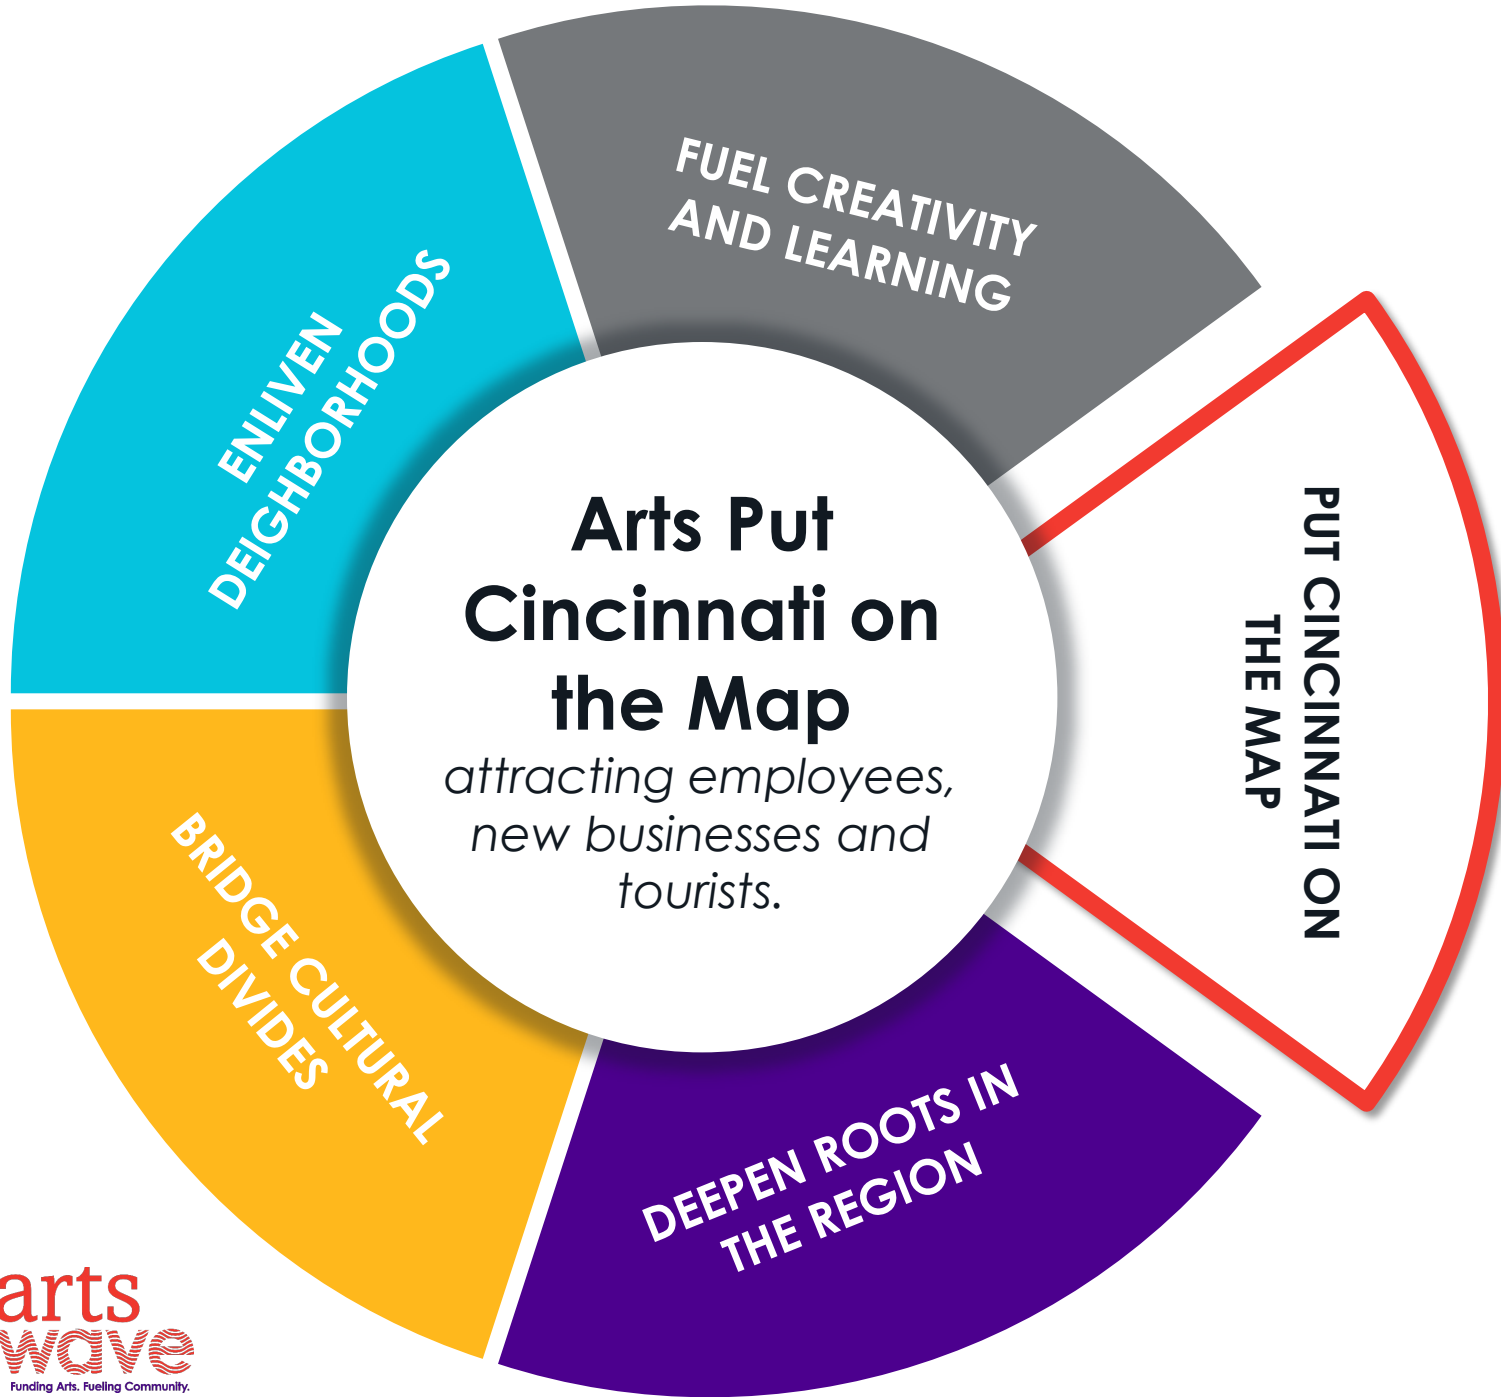 FUEL CREATIVITY
AND LEARNING
ENLIVEN
DEIGHBORHOODS
PUT CINCINNATI ON
THE MAP
Arts Put
Cincinnati on
the Map
attracting employees,
new businesses and
tourists.
BRIDGE CULTURAL
DIVIDES
DEEPEN ROOTS IN
THE REGION
arts
wave
Funding Arts. Fueling Community.